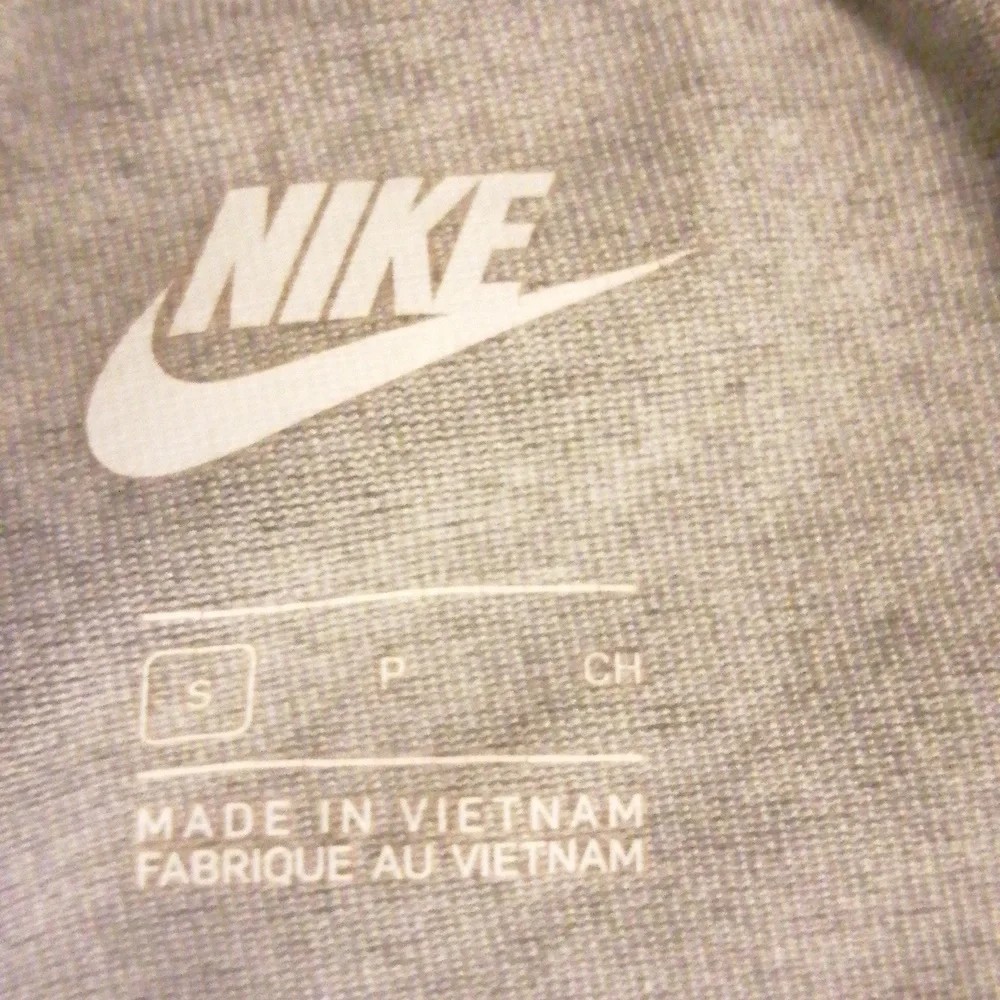 NIKE
S P CH
MADE IN VIETNAM
FABRIQUE AU VIETNAM